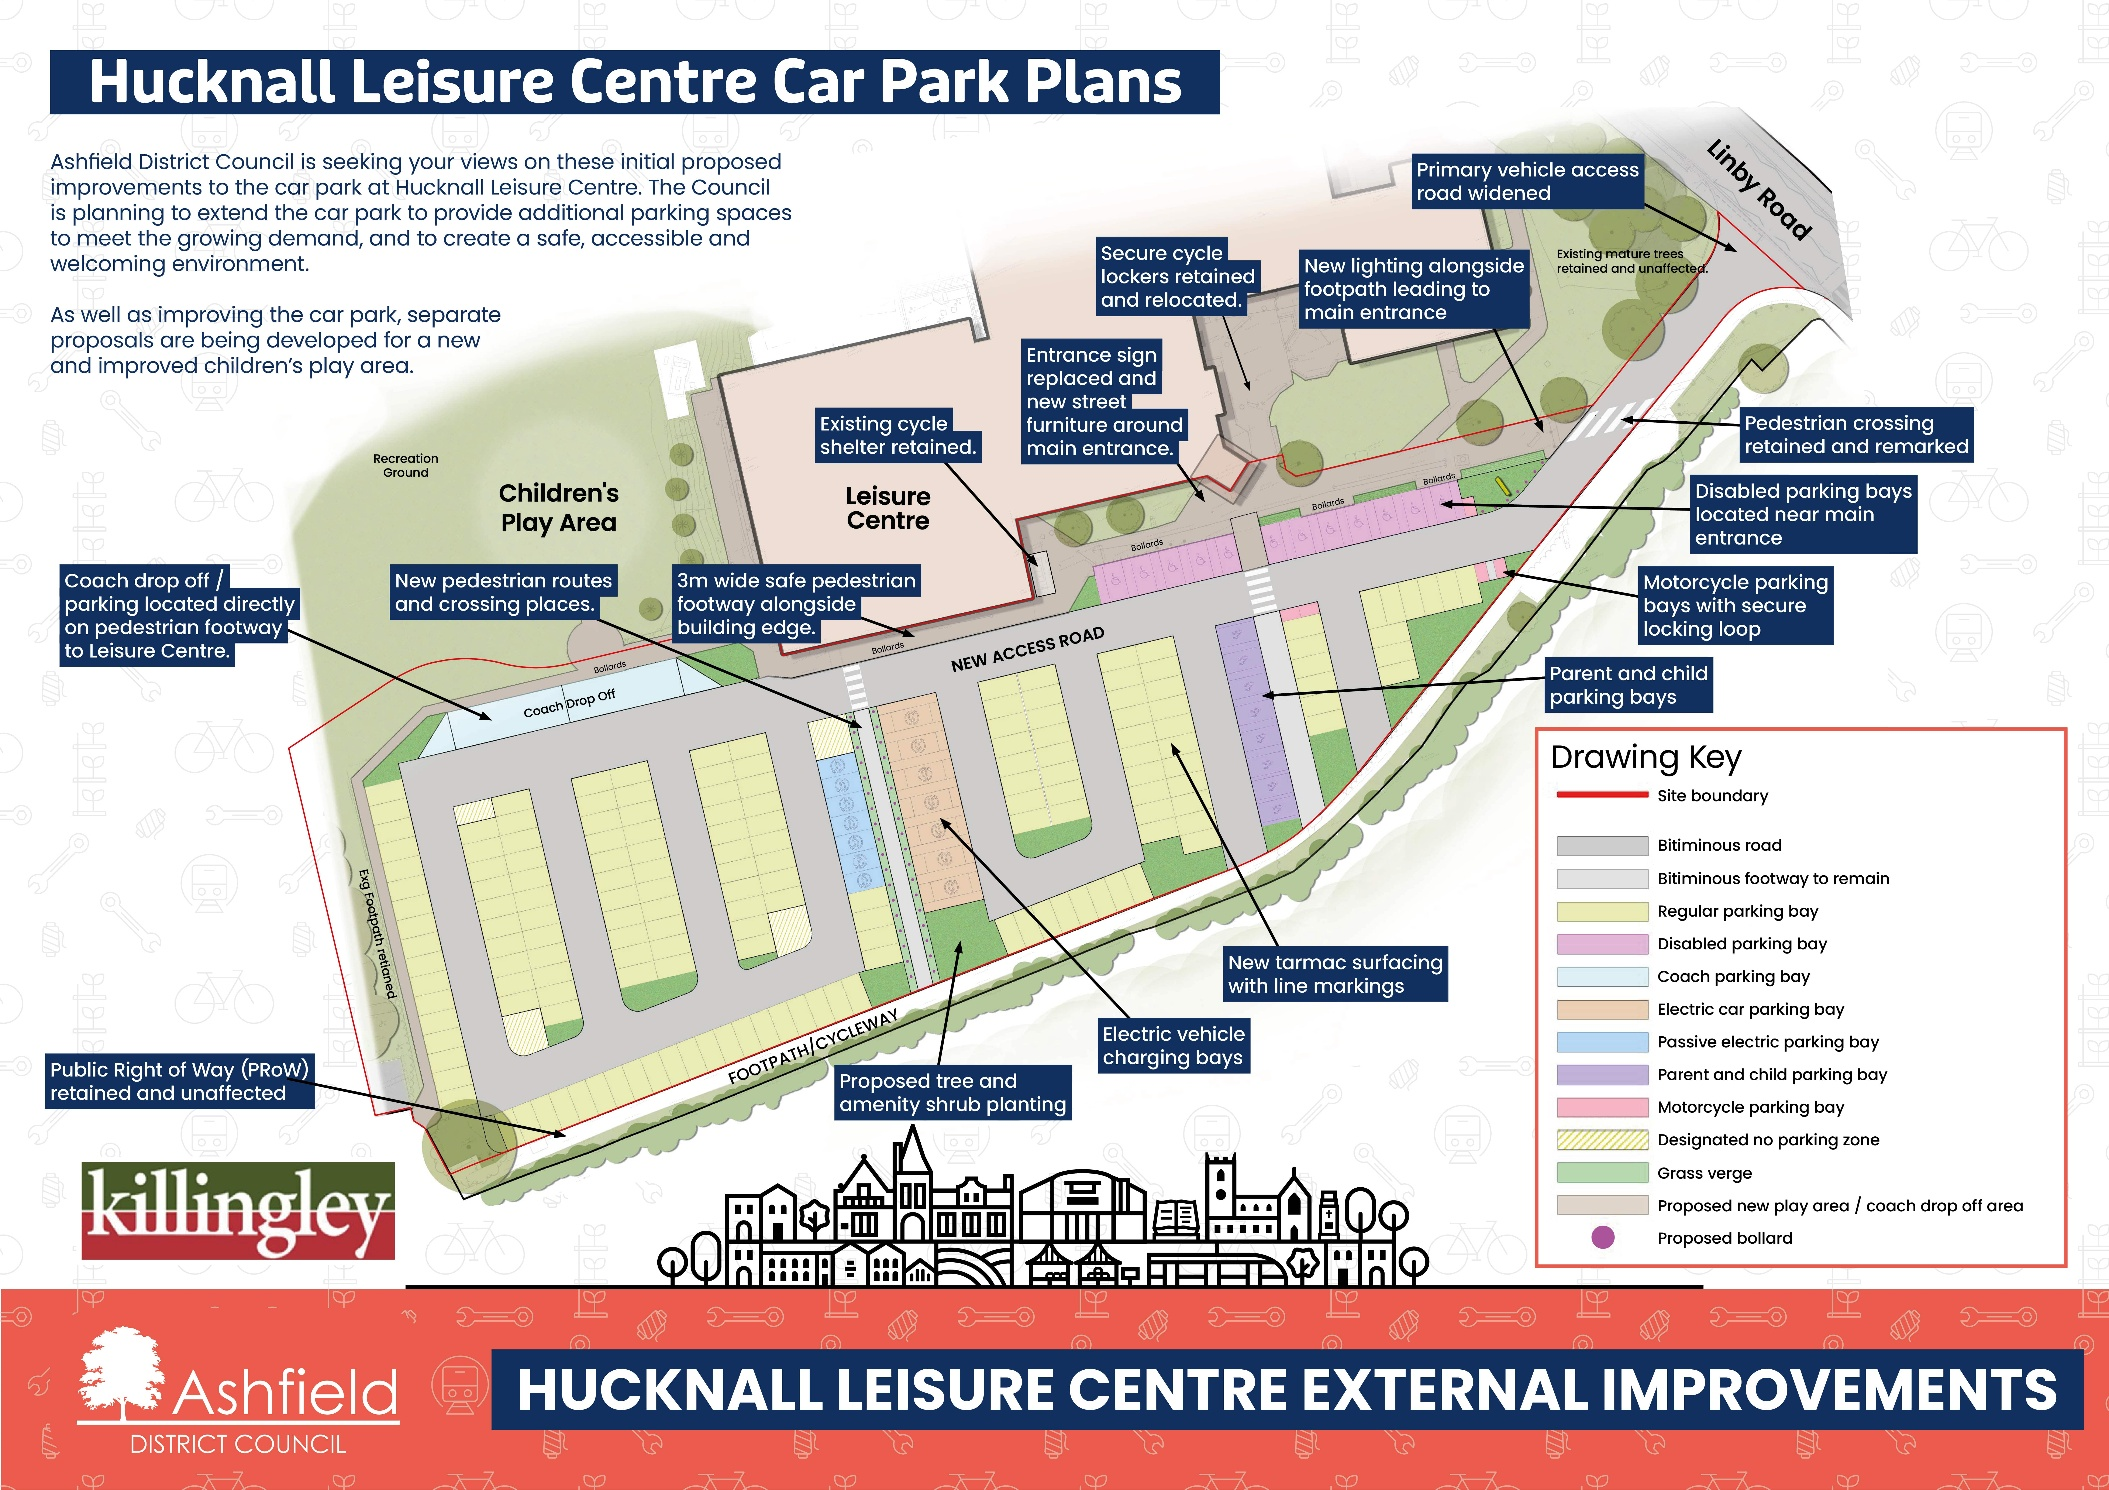 Hucknall Leisure Centre Car Park Plans
Ashfield District Council is seeking your views on these initial proposed
improvements to the car park at Hucknall Leisure Centre. The Council
is planning to extend the car park to provide additional parking spaces
to meet the growing demand, and to create a safe, accessible and
welcoming environment.
As well as improving the car park, separate
proposals are being developed for a new
and improved children's play area.
Linby Road
Primary vehicle access
road widened
Existing mature trees
retained and unaffected.
Secure cycle
lockers retained
and relocated.
New lighting alongside
footpath leading to
main entrance
Entrance sign
replaced and
new street
furniture around
main entrance.
Existing cycle
shelter retained.
Pedestrian crossing
retained and remarked
Recreation
Ground
Children's
Play Area
Leisure
Centre
Bollards
Bollards
Bollards
Disabled parking bays
located near main
entrance
Coach drop off /
parking located directly
on pedestrian footway
to Leisure Centre.
New pedestrian routes
and crossing places.
3m wide safe pedestrian
footway alongside
building edge.
Motorcycle parking
bays with secure
locking loop
Bollards
Bollards
NEW ACCESS ROAD
Coach Drop Off
Parent and child
parking bays
Exg Footpath retianed
New tarmac surfacing
with line markings
Electric vehicle
charging bays
FOOTPATH/CYCLEWAY
Public Right of Way (PRoW)
retained and unaffected
Proposed tree and
amenity shrub planting
Drawing Key
Site boundary
Bitiminous road
Bitiminous footway to remain
Regular parking bay
Disabled parking bay
Coach parking bay
Electric car parking bay
Passive electric parking bay
Parent and child parking bay
Motorcycle parking bay
Designated no parking zone
Grass verge
Proposed new play area / coach drop off area
Proposed bollard
killingley
Ashfield
DISTRICT COUNCIL
HUCKNALL LEISURE CENTRE EXTERNAL IMPROVEMENTS